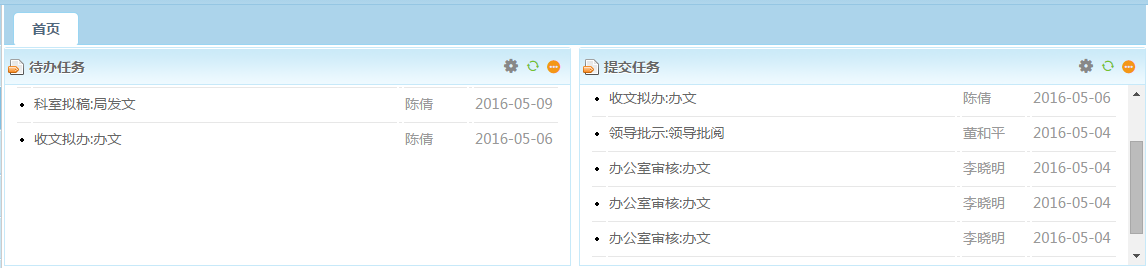 首页
待办任务
科室拟稿:局发文 陈倩 2016-05-09
收文拟办:办文 陈倩 2016-05-06
提交任务
收文拟办:办文 陈倩 2016-05-06
领导批示:领导批阅 董和平 2016-05-04
办公室审核:办文 李晓明 2016-05-04
办公室审核:办文 李晓明 2016-05-04
办公室审核:办文 李晓明 2016-05-04